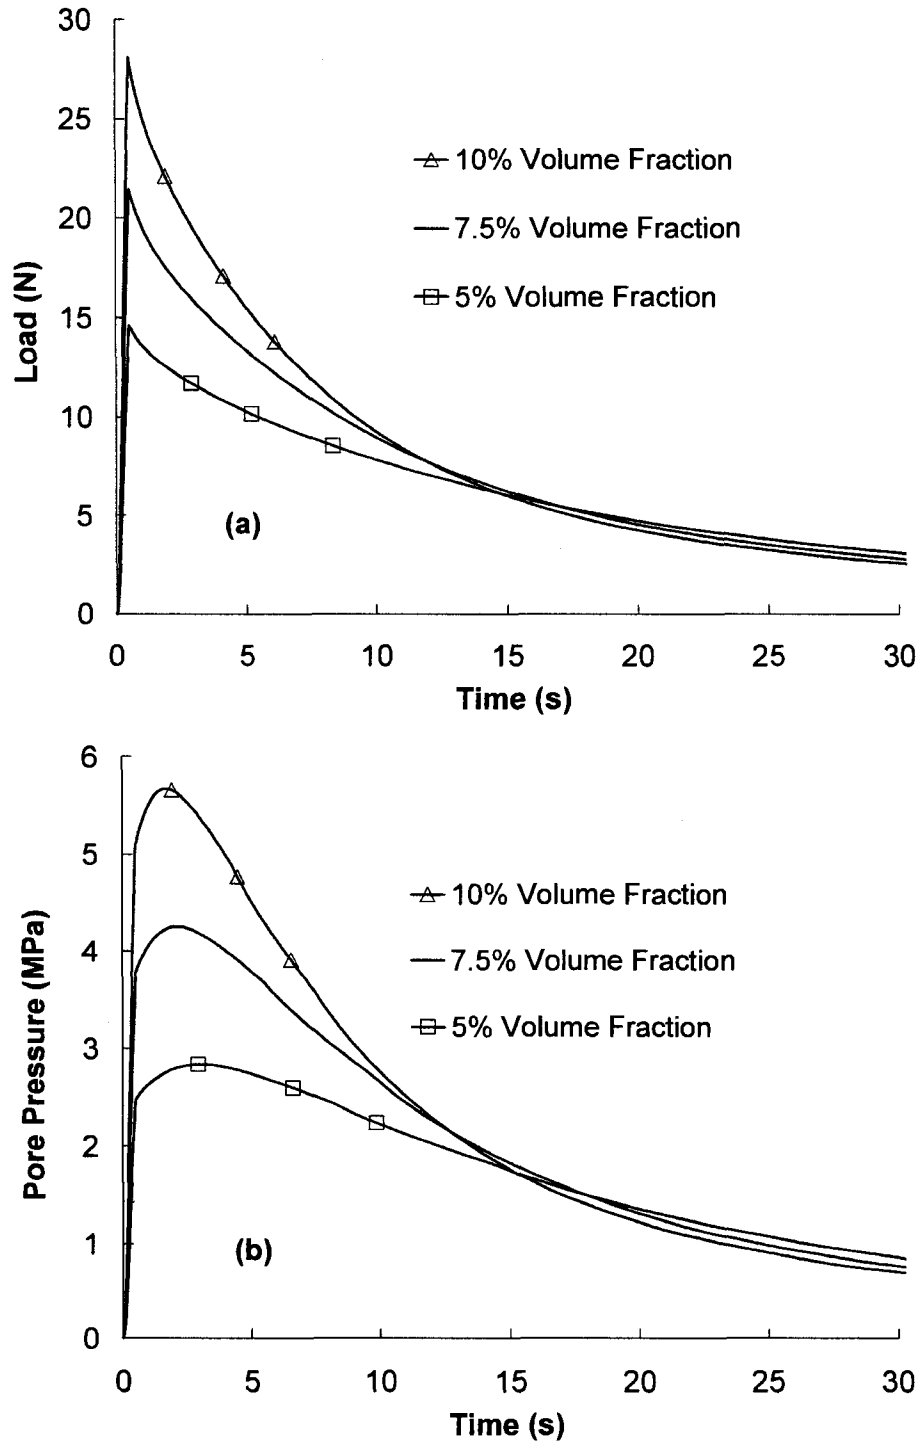 30
25
20
15
10
5
0
Load (N)
10% Volume Fraction
7.5% Volume Fraction
5% Volume Fraction
(a)
0 5 10 15 20 25 30
Time (s)
6
5
4
3
2
1
0
Pore Pressure (MPa)
10% Volume Fraction
7.5% Volume Fraction
5% Volume Fraction
(b)
0 5 10 15 20 25 30
Time (s)